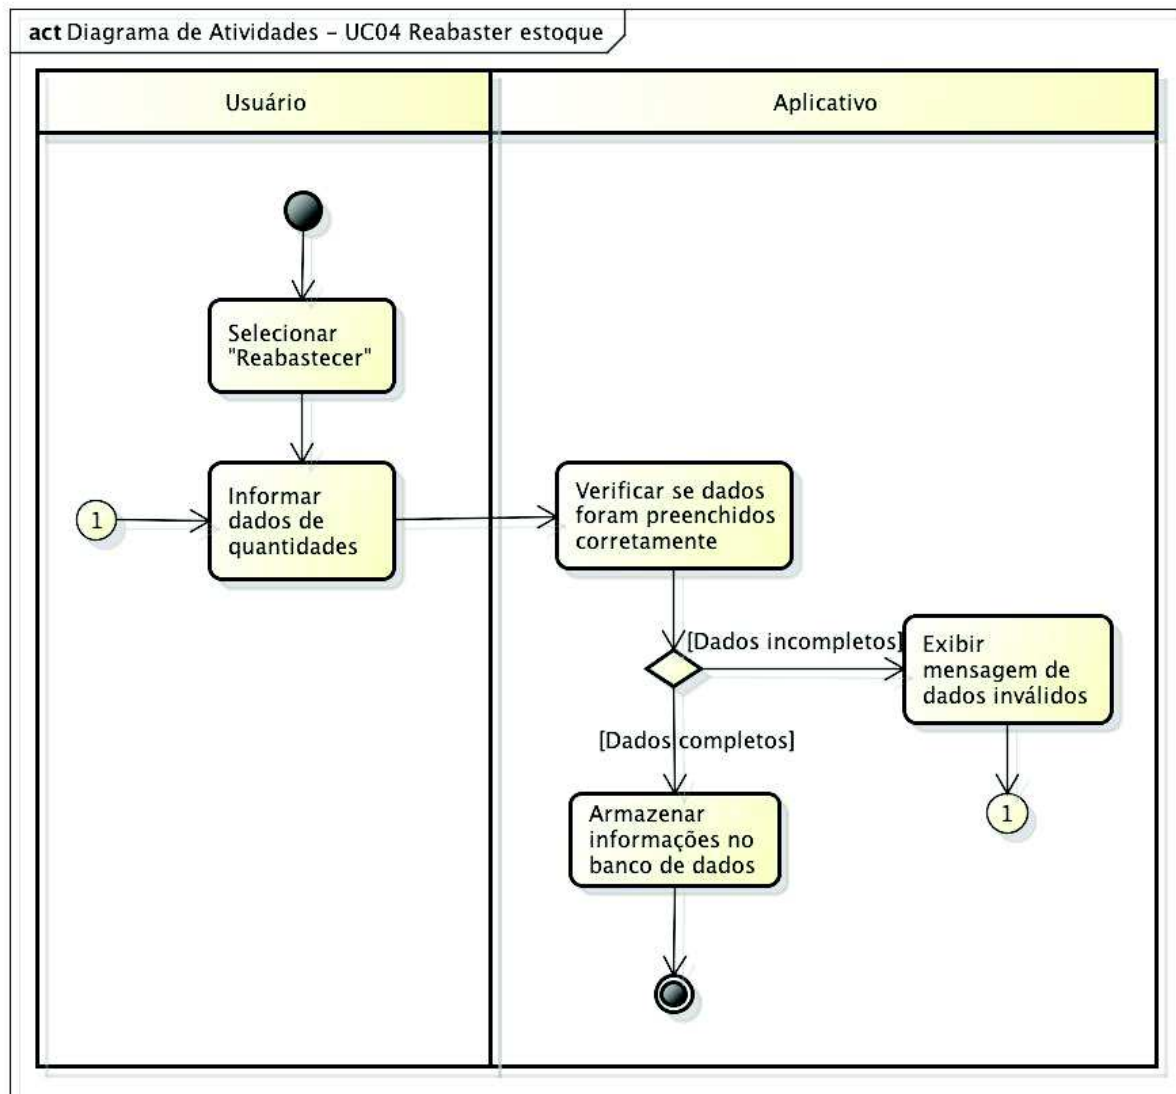 act Diagrama de Atividades – UC04 Reabaster estoque
Usuário
Aplicativo
Selecionar
"Reabastecer"
1
Informar
dados de
quantidades
Verificar se dados
foram preenchidos
corretamente
[Dados incompletos]
Exibir
mensagem de
dados inválidos
[Dados completos]
1
Armazenar
informações no
banco de dados